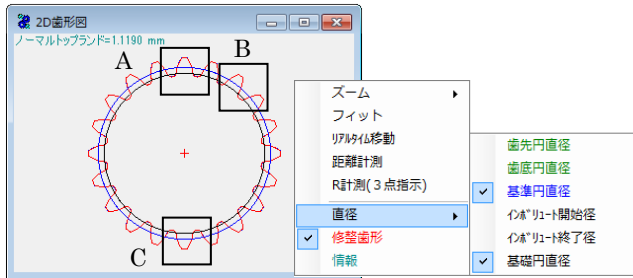 2D歯形図
ノーマルトップランド=1.1190 mm
A
B
C
ズーム
フィット
ﾘｱﾙﾀｲﾑ移動
距離計測
R計測(３点指示)
直径
修整歯形
情報
歯先円直径
歯底円直径
基準円直径
ｲﾝﾎﾞﾘｭｰﾄ開始径
ｲﾝﾎﾞﾘｭｰﾄ終了径
基礎円直径